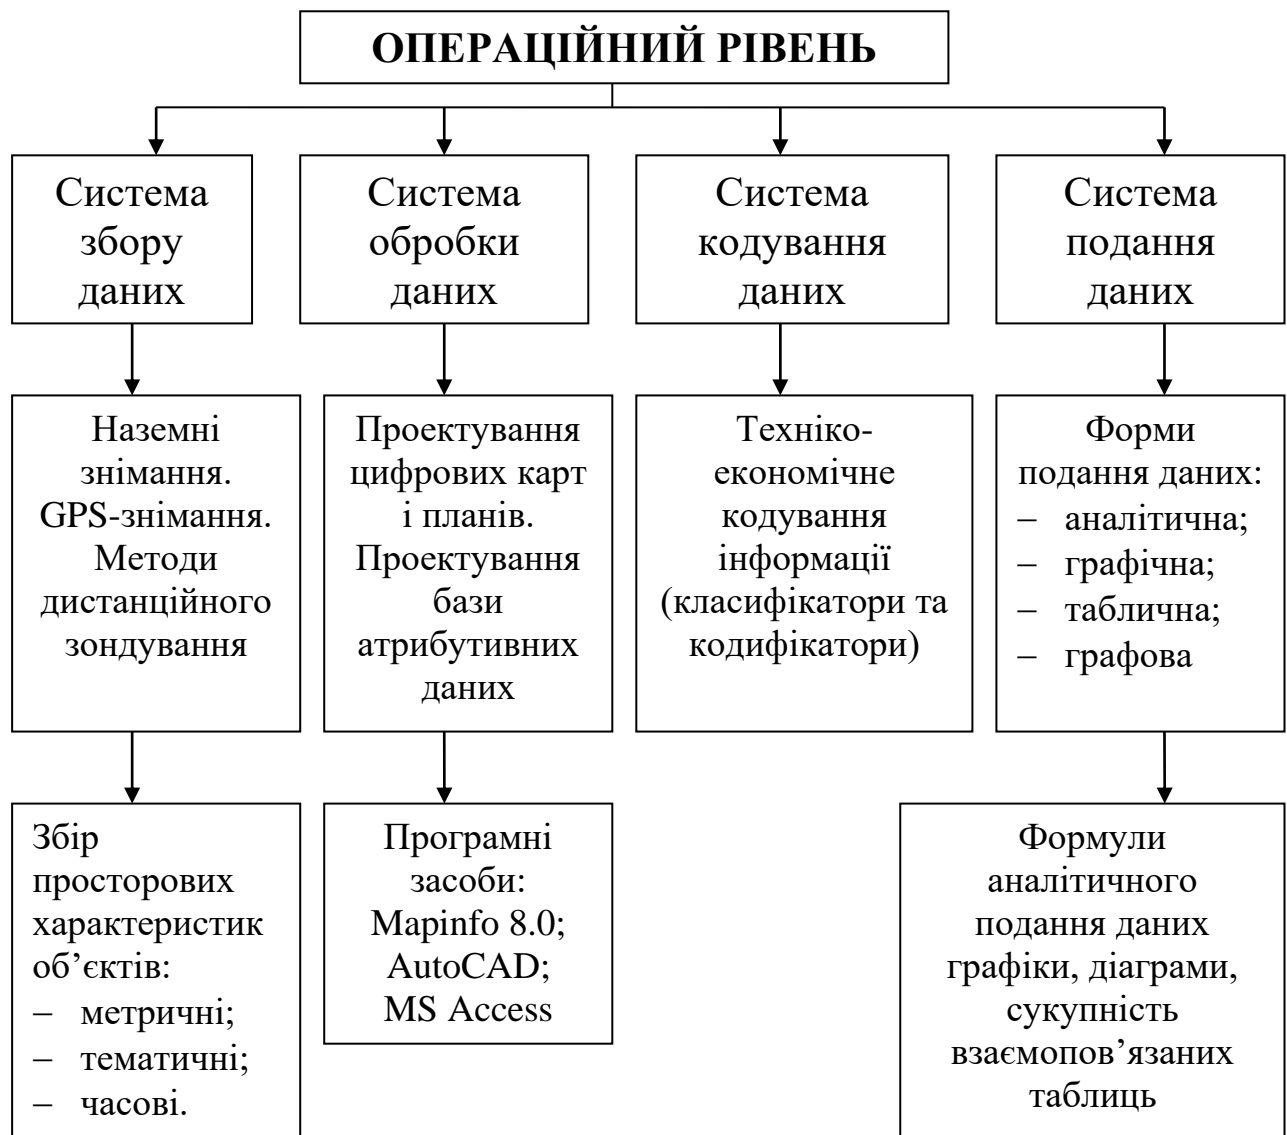 ОПЕРАЦІЙНИЙ РІВЕНЬ
Система
збору
даних
Система
обробки
даних
Система
кодування
даних
Система
подання
даних
Наземні
знімання.
GPS-знімання.
Методи
дистанційного
зондування
Проектування
цифрових карт
і планів.
Проектування
бази
атрибутивних
даних
Техніко-
економічне
кодування
інформації
(класифікатори та
кодифікатори)
Форми
подання даних:
– аналітична;
– графічна;
– таблична;
– графова
Збір
просторових
характеристик
об’єктів:
– метричні;
– тематичні;
– часові.
Програмні
засоби:
Mapinfo 8.0;
AutoCAD;
MS Access
Формули
аналітичного
подання даних
графіки, діаграми,
сукупність
взаємопов’язаних
таблиць